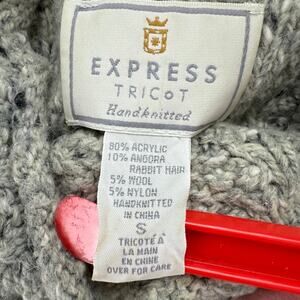 EXPRESS
TRICOT
Handknitted
80% ACRYLIC
10% ANGORA
RABBIT HAIR
5% WOOL
5% NYLON
HANDKNITTED
IN CHINA
S
TRICOTÉ À
LA MAIN
EN CHINE
OVER FOR CARE